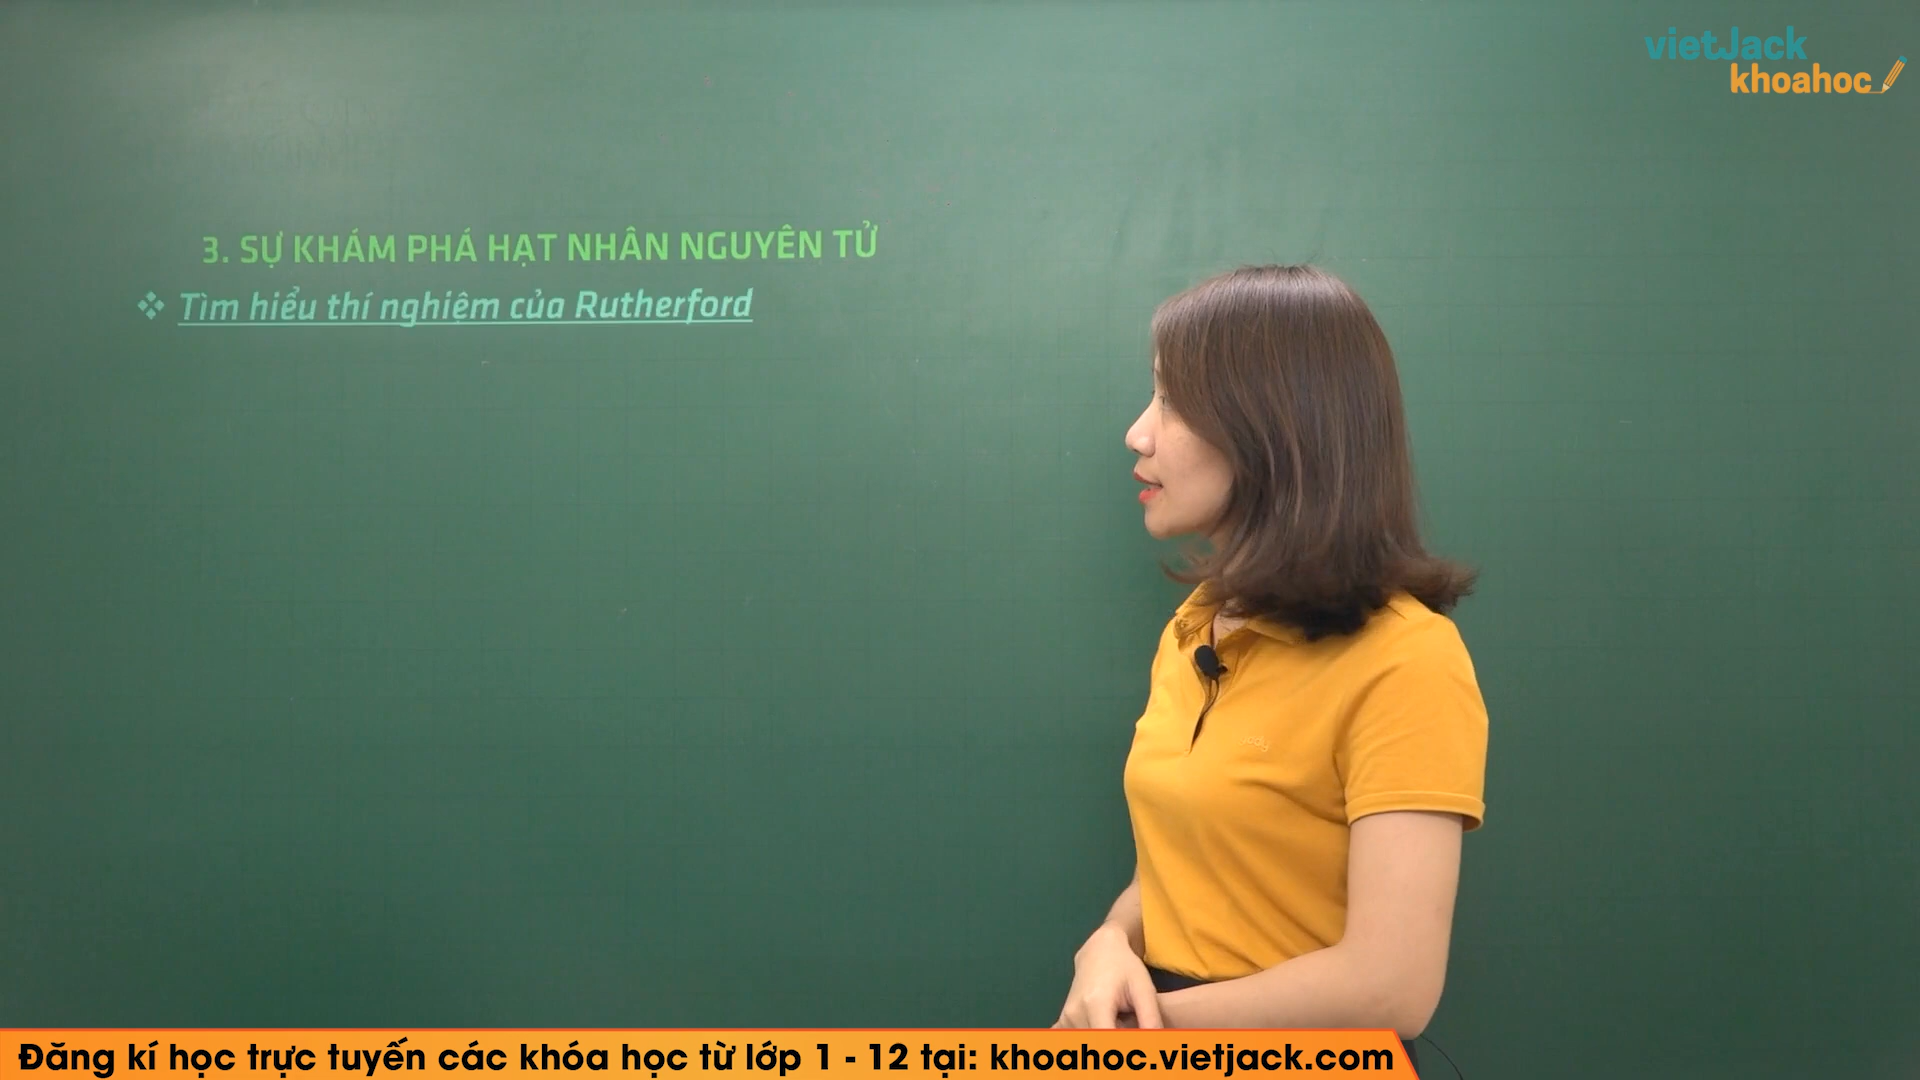 vietJack
khoahoc
3. SỰ KHÁM PHÁ HẠT NHÂN NGUYÊN TỬ
❖ Tìm hiểu thí nghiệm của Rutherford
Đăng kí học trực tuyến các khóa học từ lớp 1 - 12 tại: khoahoc.vietjack.com